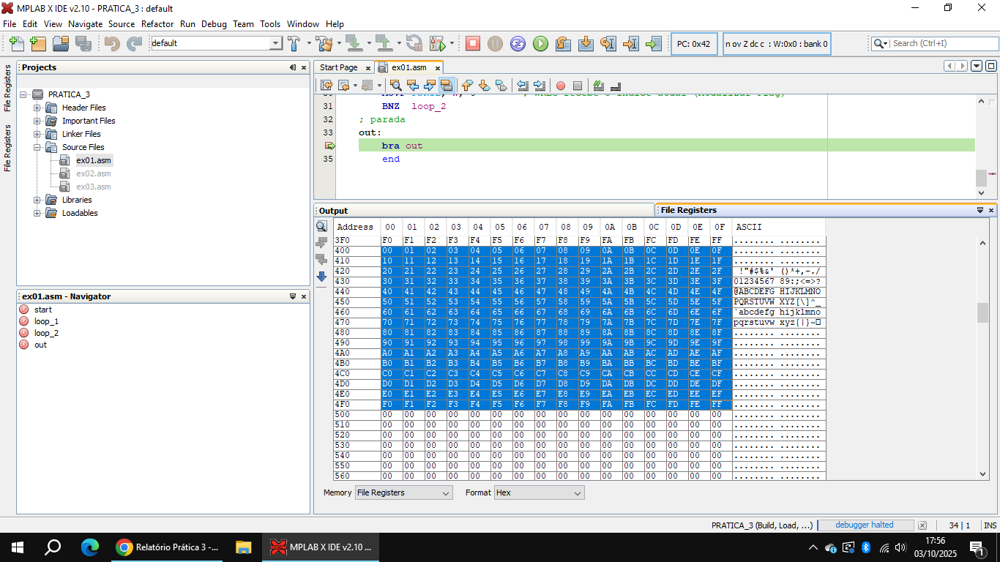 MPLAB X IDE v2.10 - PRATICA_3 : default
File Edit View Navigate Source Refactor Run Debug Team Tools Window Help
default
PC: 0x42
n ov Z dc c : W:0x0 : bank 0
Search (Ctrl+I)
File Registers
File Registers
Projects
PRATICA_3
Header Files
Important Files
Linker Files
Source Files
ex01.asm
ex02.asm
ex03.asm
Libraries
Loadables
ex01.asm - Navigator
start
loop_1
loop_2
out
Start Page
ex01.asm
31 BNZ loop_2
32 ; parada
33 out:
bra out
35 end
Output
File Registers
Address 00 01 02 03 04 05 06 07 08 09 0A 0B 0C 0D 0E 0F ASCII
3F0 F0 F1 F2 F3 F4 F5 F6 F7 F8 F9 FA FB FC FD FE FF ........ ........
400 00 01 02 03 04 05 06 07 08 09 0A 0B 0C 0D 0E 0F ........ ........
410 10 11 12 13 14 15 16 17 18 19 1A 1B 1C 1D 1E 1F ........ ........
420 20 21 22 23 24 25 26 27 28 29 2A 2B 2C 2D 2E 2F !"#$%&' ()*+,-./
430 30 31 32 33 34 35 36 37 38 39 3A 3B 3C 3D 3E 3F 01234567 89:;<=>?
440 40 41 42 43 44 45 46 47 48 49 4A 4B 4C 4D 4E 4F @ABCDEFG HIJKLMNO
450 50 51 52 53 54 55 56 57 58 59 5A 5B 5C 5D 5E 5F PQRSTUVW XYZ[\]^_
460 60 61 62 63 64 65 66 67 68 69 6A 6B 6C 6D 6E 6F `abcdefg hijklmno
470 70 71 72 73 74 75 76 77 78 79 7A 7B 7C 7D 7E 7F pqrstuvw xyz{|}~□
480 80 81 82 83 84 85 86 87 88 89 8A 8B 8C 8D 8E 8F ........ ........
490 90 91 92 93 94 95 96 97 98 99 9A 9B 9C 9D 9E 9F ........ ........
4A0 A0 A1 A2 A3 A4 A5 A6 A7 A8 A9 AA AB AC AD AE AF ........ ........
4B0 B0 B1 B2 B3 B4 B5 B6 B7 B8 B9 BA BB BC BD BE BF ........ ........
4C0 C0 C1 C2 C3 C4 C5 C6 C7 C8 C9 CA CB CC CD CE CF ........ ........
4D0 D0 D1 D2 D3 D4 D5 D6 D7 D8 D9 DA DB DC DD DE DF ........ ........
4E0 E0 E1 E2 E3 E4 E5 E6 E7 E8 E9 EA EB EC ED EE EF ........ ........
4F0 F0 F1 F2 F3 F4 F5 F6 F7 F8 F9 FA FB FC FD FE FF ........ ........
500 00 00 00 00 00 00 00 00 00 00 00 00 00 00 00 00 ........ ........
510 00 00 00 00 00 00 00 00 00 00 00 00 00 00 00 00 ........ ........
520 00 00 00 00 00 00 00 00 00 00 00 00 00 00 00 00 ........ ........
530 00 00 00 00 00 00 00 00 00 00 00 00 00 00 00 00 ........ ........
540 00 00 00 00 00 00 00 00 00 00 00 00 00 00 00 00 ........ ........
550 00 00 00 00 00 00 00 00 00 00 00 00 00 00 00 00 ........ ........
560 00 00 00 00 00 00 00 00 00 00 00 00 00 00 00 00 ........ ........
Memory File Registers Format Hex
PRATICA_3 (Build, Load, ...) debugger halted 34 | 1 INS
Relatório Prática 3 -...
MPLAB X IDE v2.10 ...
17:56
03/10/2025
1